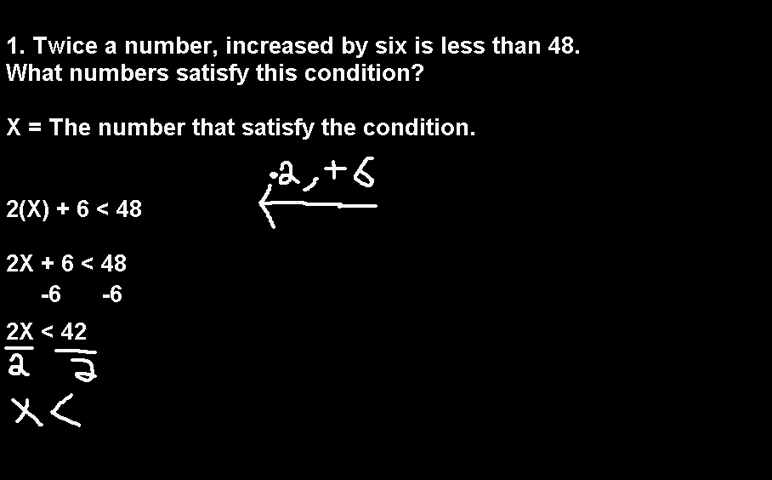 1. Twice a number, increased by six is less than 48.
What numbers satisfy this condition?
X = The number that satisfy the condition.
·2, +6
2(X) + 6 < 48
2X + 6 < 48
-6 -6
2X < 42
2 2
x <